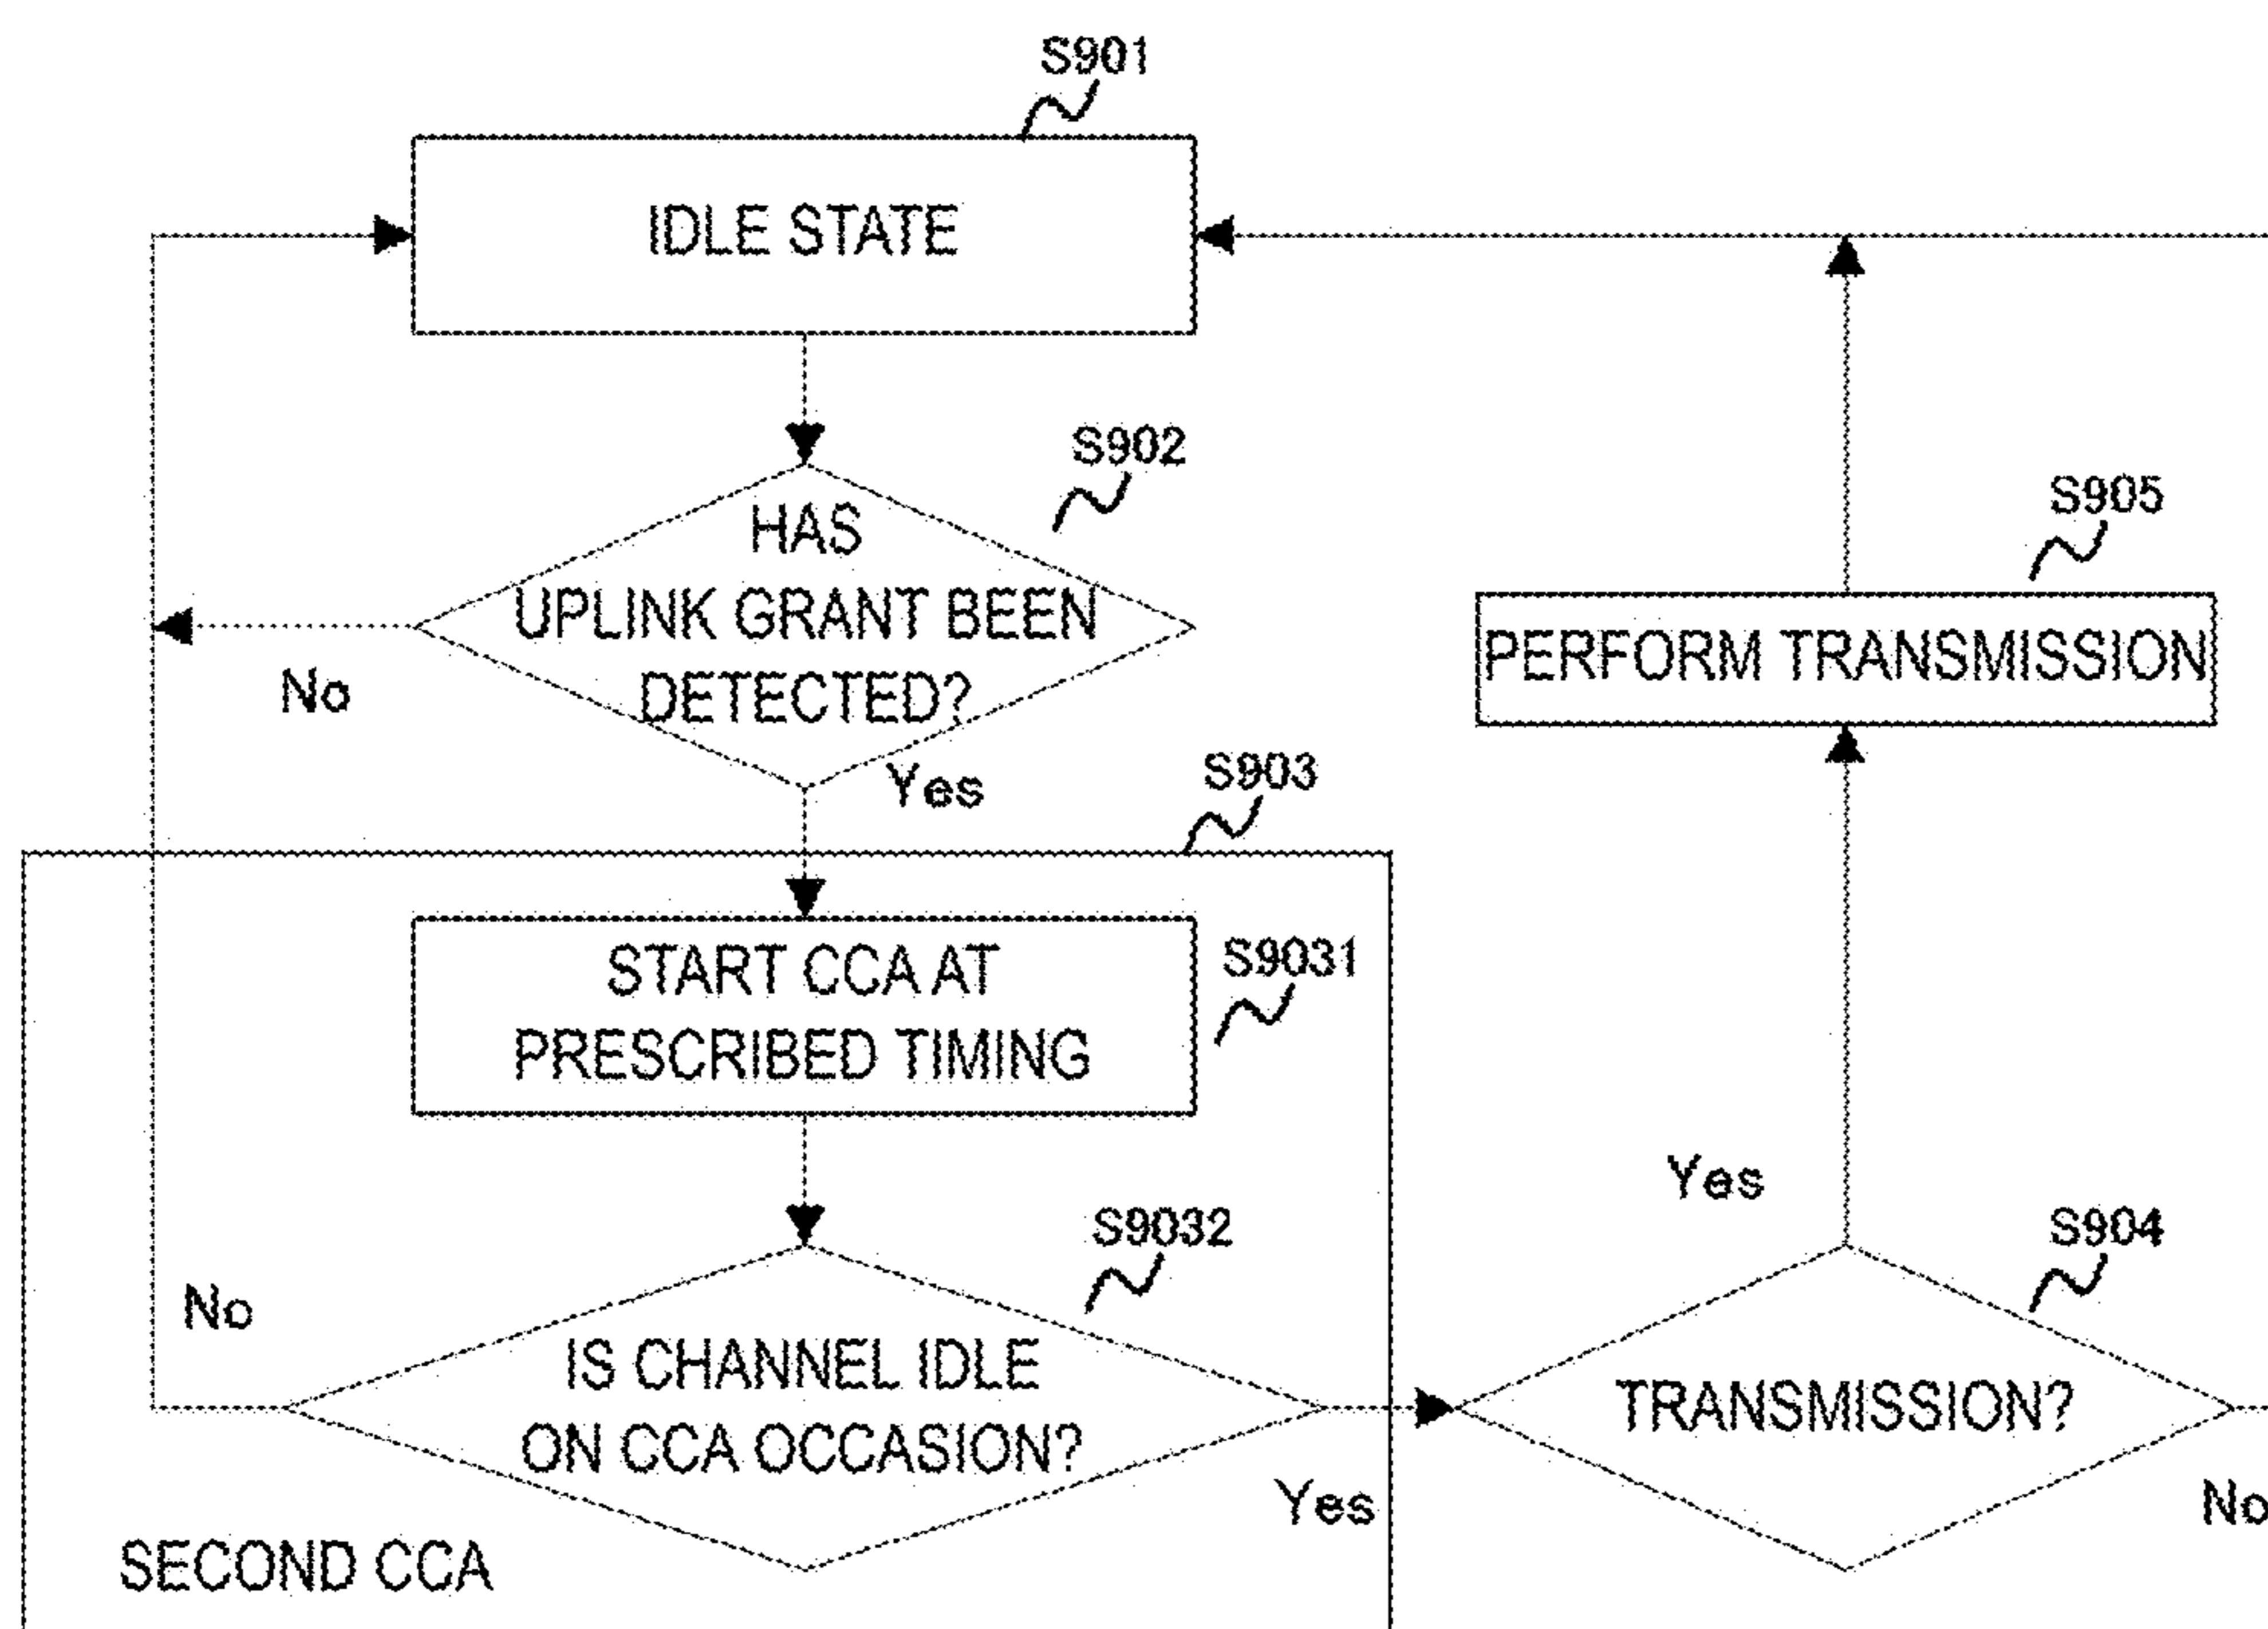 S901
IDLE STATE
S902
HAS
UPLINK GRANT BEEN
DETECTED?
No
Yes
S905
PERFORM TRANSMISSION
S903
START CCA AT
PRESCRIBED TIMING
S9031
S9032
IS CHANNEL IDLE
ON CCA OCCASION?
No
Yes
SECOND CCA
Yes
S904
TRANSMISSION?
No